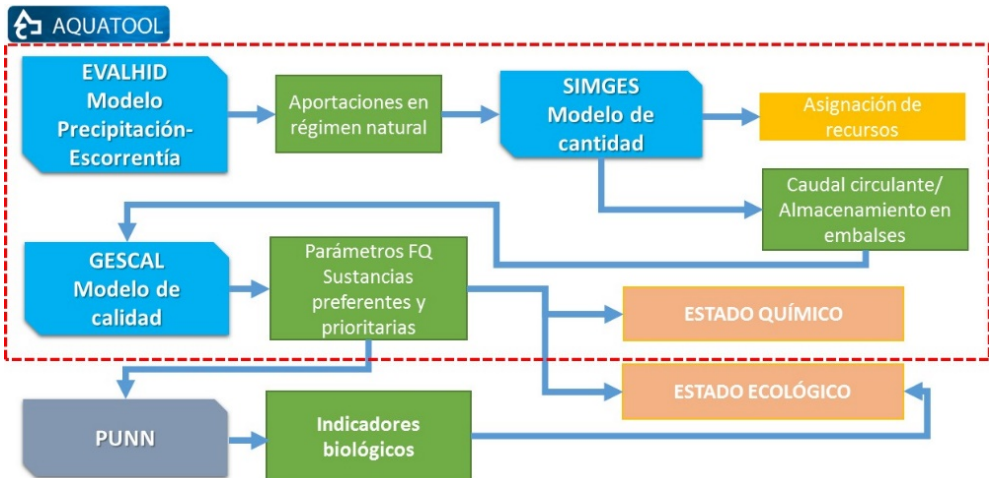 AQUATOOL
EVALHID
Modelo
Precipitación-
Escorrentía
Aportaciones en
régimen natural
SIMGES
Modelo de
cantidad
Asignación de
recursos
Caudal circulante/
Almacenamiento en
embalses
GESCAL
Modelo de
calidad
Parámetros FQ
Sustancias
preferentes y
prioritarias
ESTADO QUÍMICO
ESTADO ECOLÓGICO
PUNN
Indicadores
biológicos